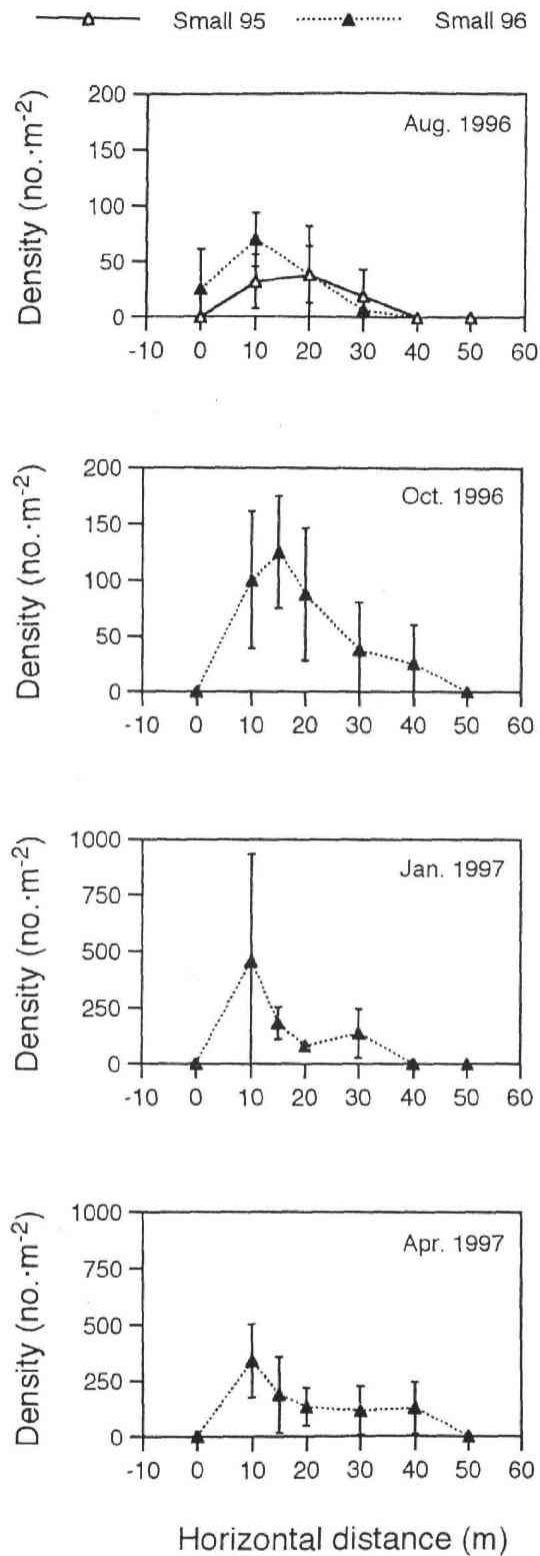 Small 95 Small 96
Density (no.·m-2)
200
150
100
50
0
Aug. 1996
-10 0 10 20 30 40 50 60
Density (no.·m-2)
200
150
100
50
0
Oct. 1996
-10 0 10 20 30 40 50 60
Density (no.·m-2)
1000
750
500
250
0
Jan. 1997
-10 0 10 20 30 40 50 60
Density (no.·m-2)
1000
750
500
250
0
Apr. 1997
-10 0 10 20 30 40 50 60
Horizontal distance (m)